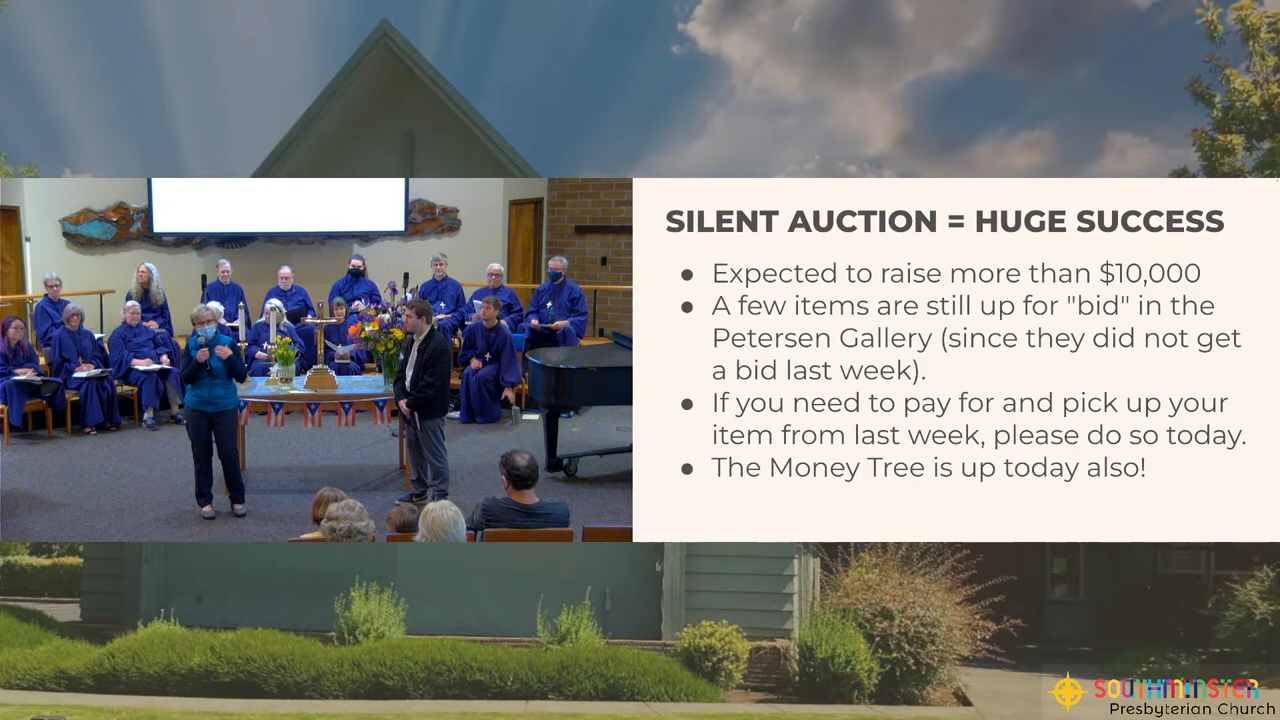 SILENT AUCTION = HUGE SUCCESS
● Expected to raise more than $10,000
● A few items are still up for "bid" in the
Petersen Gallery (since they did not get
a bid last week).
● If you need to pay for and pick up your
item from last week, please do so today.
● The Money Tree is up today also!
SOUTHMINSTER
Presbyterian Church